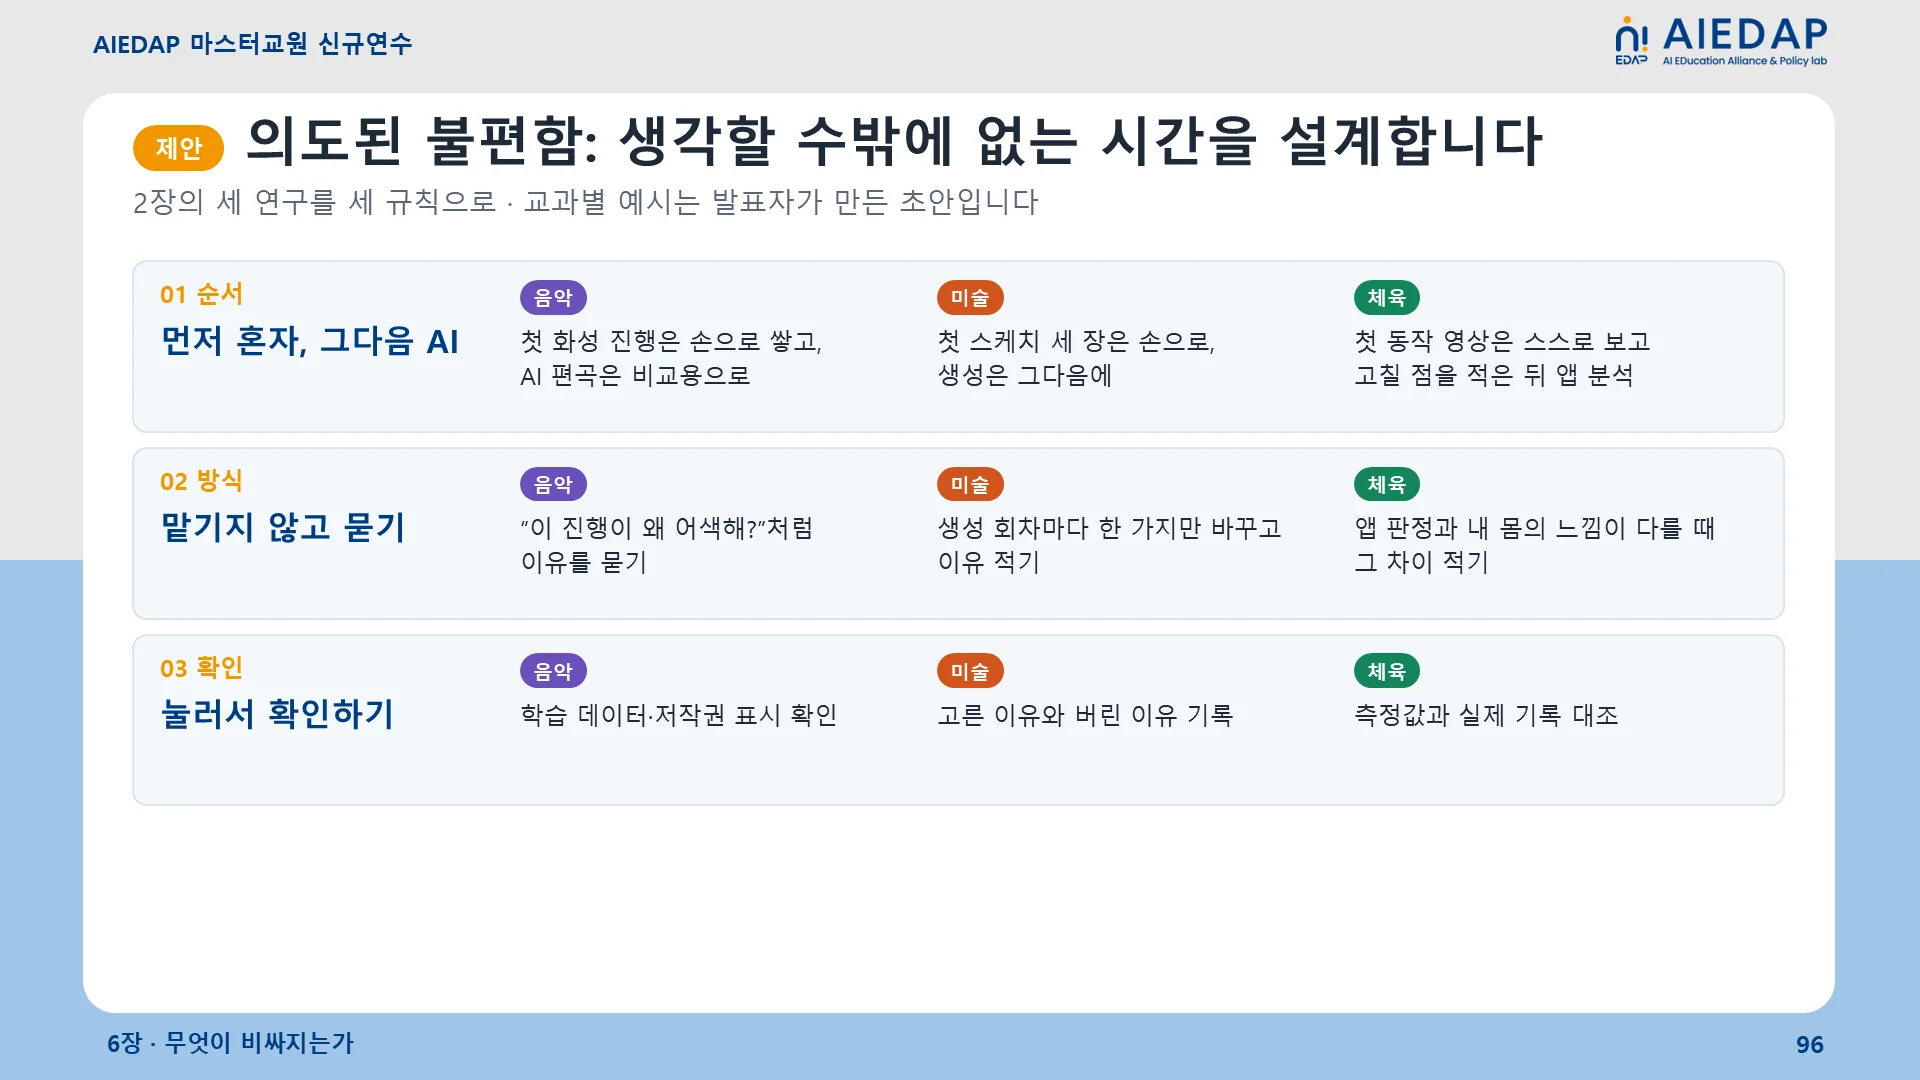 AIEDAP 마스터교원 신규연수
EDAP
AIEDAP
AI EDucation Alliance & Policy lab
제안
의도된 불편함: 생각할 수밖에 없는 시간을 설계합니다
2장의 세 연구를 세 규칙으로 · 교과별 예시는 발표자가 만든 초안입니다
01 순서
먼저 혼자, 그다음 AI
음악
첫 화성 진행은 손으로 쌓고,
AI 편곡은 비교용으로
미술
첫 스케치 세 장은 손으로,
생성은 그다음에
체육
첫 동작 영상은 스스로 보고
고칠 점을 적은 뒤 앱 분석
02 방식
맡기지 않고 묻기
음악
“이 진행이 왜 어색해?”처럼
이유를 묻기
미술
생성 회차마다 한 가지만 바꾸고
이유 적기
체육
앱 판정과 내 몸의 느낌이 다를 때
그 차이 적기
03 확인
눌러서 확인하기
음악
학습 데이터·저작권 표시 확인
미술
고른 이유와 버린 이유 기록
체육
측정값과 실제 기록 대조
6장 · 무엇이 비싸지는가
96